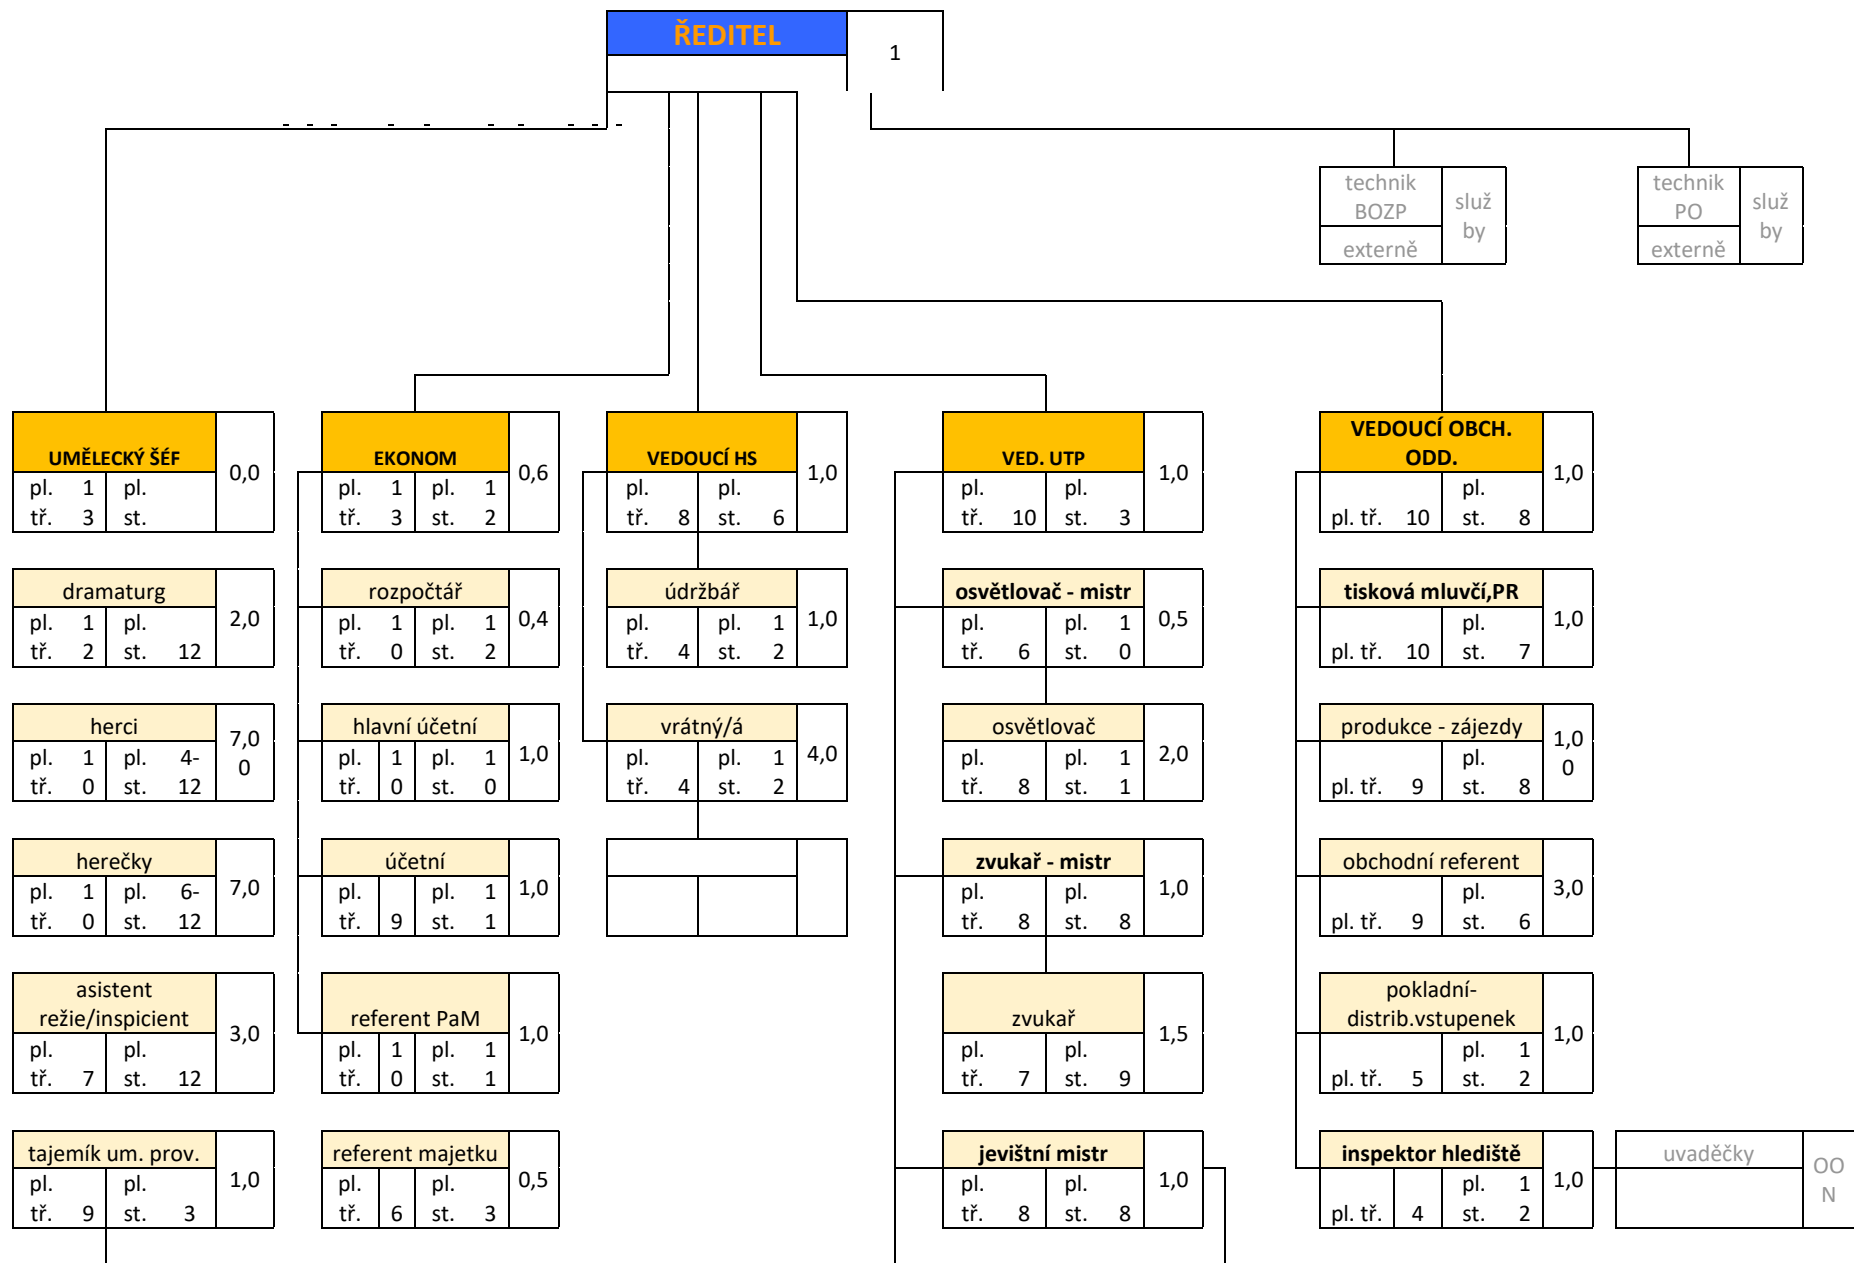 ŘEDITEL
1
- - - - - - - - - -
technik
BOZP
externě
služ
by
technik
PO
externě
služ
by
UMĚLECKÝ ŠÉF
0,0
pl. 1 pl.
tř. 3 st.
EKONOM
0,6
pl. 1 pl. 1
tř. 3 st. 2
VEDOUCÍ HS
1,0
pl. pl.
tř. 8 st. 6
VED. UTP
1,0
pl. pl.
tř. 10 st. 3
VEDOUCÍ OBCH.
ODD.
1,0
pl.
pl. tř. 10 st. 8
dramaturg
2,0
pl. 1 pl.
tř. 2 st. 12
rozpočtář
0,4
pl. 1 pl. 1
tř. 0 st. 2
údržbář
1,0
pl. pl. 1
tř. 4 st. 2
osvětlovač - mistr
0,5
pl. pl. 1
tř. 6 st. 0
tisková mluvčí,PR
1,0
pl.
pl. tř. 10 st. 7
herci
7,0
0
pl. 1 pl. 4-
tř. 0 st. 12
hlavní účetní
1,0
pl. 1 pl. 1
tř. 0 st. 0
vrátný/á
4,0
pl. pl. 1
tř. 4 st. 2
osvětlovač
2,0
pl. pl. 1
tř. 8 st. 1
produkce - zájezdy
1,0
0
pl.
pl. tř. 9 st. 8
herečky
7,0
pl. 1 pl. 6-
tř. 0 st. 12
účetní
1,0
pl. pl. 1
tř. 9 st. 1
zvukař - mistr
1,0
pl. pl.
tř. 8 st. 8
obchodní referent
3,0
pl.
pl. tř. 9 st. 6
asistent
režie/inspicient
3,0
pl. pl.
tř. 7 st. 12
referent PaM
1,0
pl. 1 pl. 1
tř. 0 st. 1
zvukař
1,5
pl. pl.
tř. 7 st. 9
pokladní-
distrib.vstupenek
1,0
pl. 1
pl. tř. 5 st. 2
tajemík um. prov.
1,0
pl. pl.
tř. 9 st. 3
referent majetku
0,5
pl. pl.
tř. 6 st. 3
jevištní mistr
1,0
pl. pl.
tř. 8 st. 8
inspektor hlediště
1,0
pl. 1
pl. tř. 4 st. 2
uvaděčky
OO
N